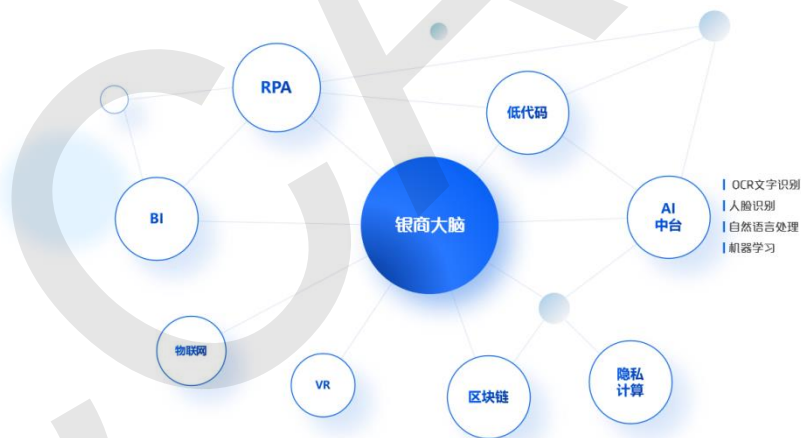 RPA
低代码
BI
银商大脑
AI
中台
OCR文字识别
人脸识别
自然语言处理
机器学习
物联网
VR
区块链
隐私
计算